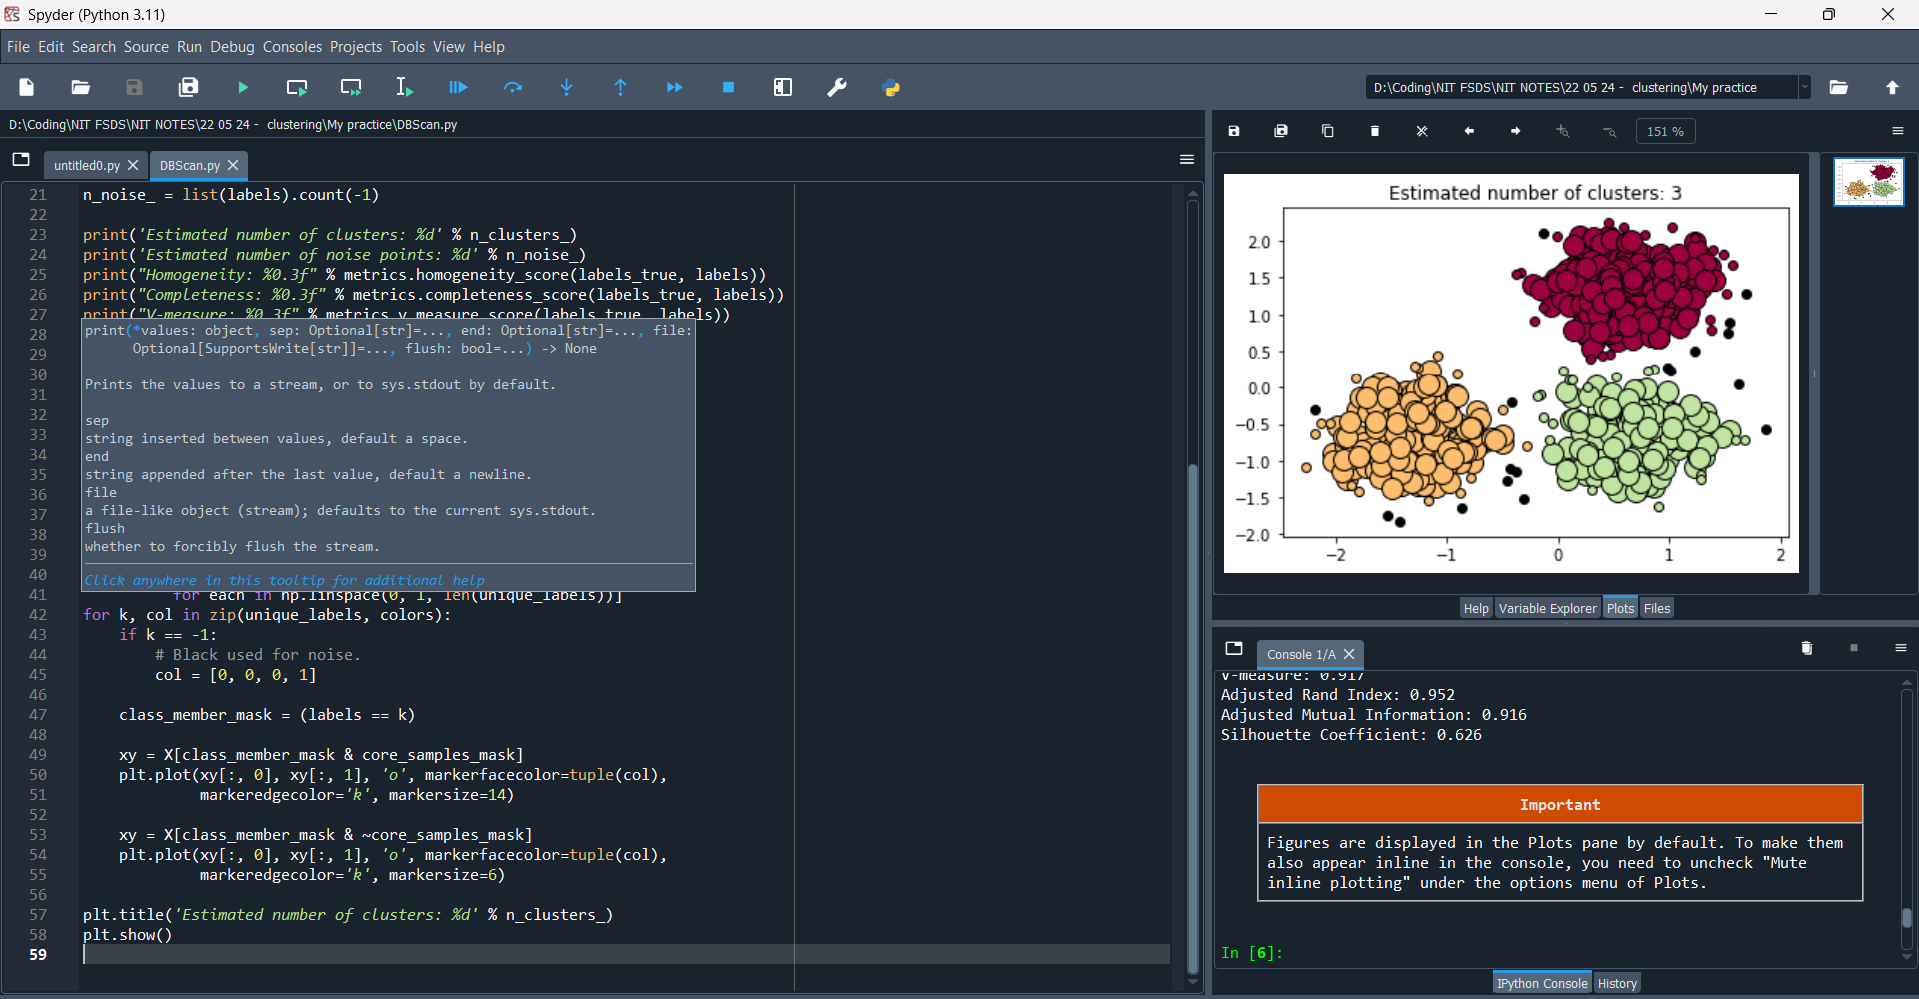 Spyder (Python 3.11)
File Edit Search Source Run Debug Consoles Projects Tools View Help
D:\Coding\NIT FSDS\NIT NOTES\22 05 24 - clustering\My practice
D:\Coding\NIT FSDS\NIT NOTES\22 05 24 - clustering\My practice\DBScan.py
untitled0.py
DBScan.py
21 n_noise_ = list(labels).count(-1)
22
23 print('Estimated number of clusters: %d' % n_clusters_)
24 print('Estimated number of noise points: %d' % n_noise_)
25 print("Homogeneity: %0.3f" % metrics.homogeneity_score(labels_true, labels))
26 print("Completeness: %0.3f" % metrics.completeness_score(labels_true, labels))
27 print("V-measure: %0.3f" % metrics.v_measure_score(labels_true, labels))
28
29
30
31
32
33
34
35
36
37
38
39
40
print(*values: object, sep: Optional[str]=..., end: Optional[str]=..., file:
Optional[SupportsWrite[str]]=..., flush: bool=...) -> None
Prints the values to a stream, or to sys.stdout by default.
sep
string inserted between values, default a space.
end
string appended after the last value, default a newline.
file
a file-like object (stream); defaults to the current sys.stdout.
flush
whether to forcibly flush the stream.
Click anywhere in this tooltip for additional help
41 for each in np.linspace(0, 1, len(unique_labels))]
42 for k, col in zip(unique_labels, colors):
43 if k == -1:
44 # Black used for noise.
45 col = [0, 0, 0, 1]
46
47 class_member_mask = (labels == k)
48
49 xy = X[class_member_mask & core_samples_mask]
50 plt.plot(xy[:, 0], xy[:, 1], 'o', markerfacecolor=tuple(col),
51 markeredgecolor='k', markersize=14)
52
53 xy = X[class_member_mask & ~core_samples_mask]
54 plt.plot(xy[:, 0], xy[:, 1], 'o', markerfacecolor=tuple(col),
55 markeredgecolor='k', markersize=6)
56
57 plt.title('Estimated number of clusters: %d' % n_clusters_)
58 plt.show()
59
151 %
Estimated number of clusters: 3
2.0
1.5
1.0
0.5
0.0
−0.5
−1.0
−1.5
−2.0
−2 −1 0 1 2
Help Variable Explorer Plots Files
Console 1/A
V-measure: 0.917
Adjusted Rand Index: 0.952
Adjusted Mutual Information: 0.916
Silhouette Coefficient: 0.626
Important
Figures are displayed in the Plots pane by default. To make them
also appear inline in the console, you need to uncheck "Mute
inline plotting" under the options menu of Plots.
In [6]:
IPython Console History